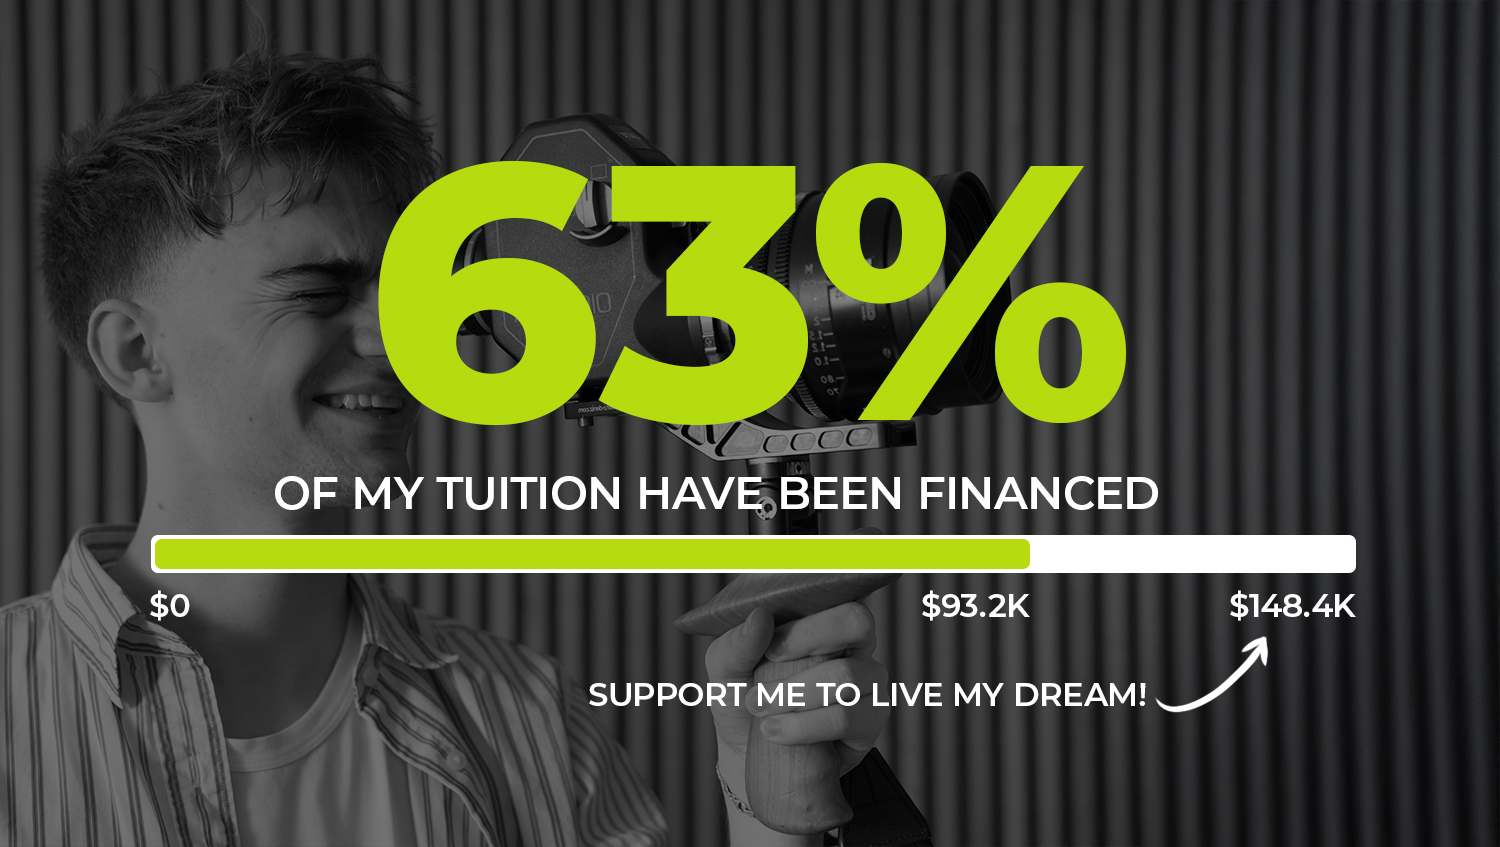 63%
OF MY TUITION HAVE BEEN FINANCED
$0 $93.2K $148.4K
SUPPORT ME TO LIVE MY DREAM!